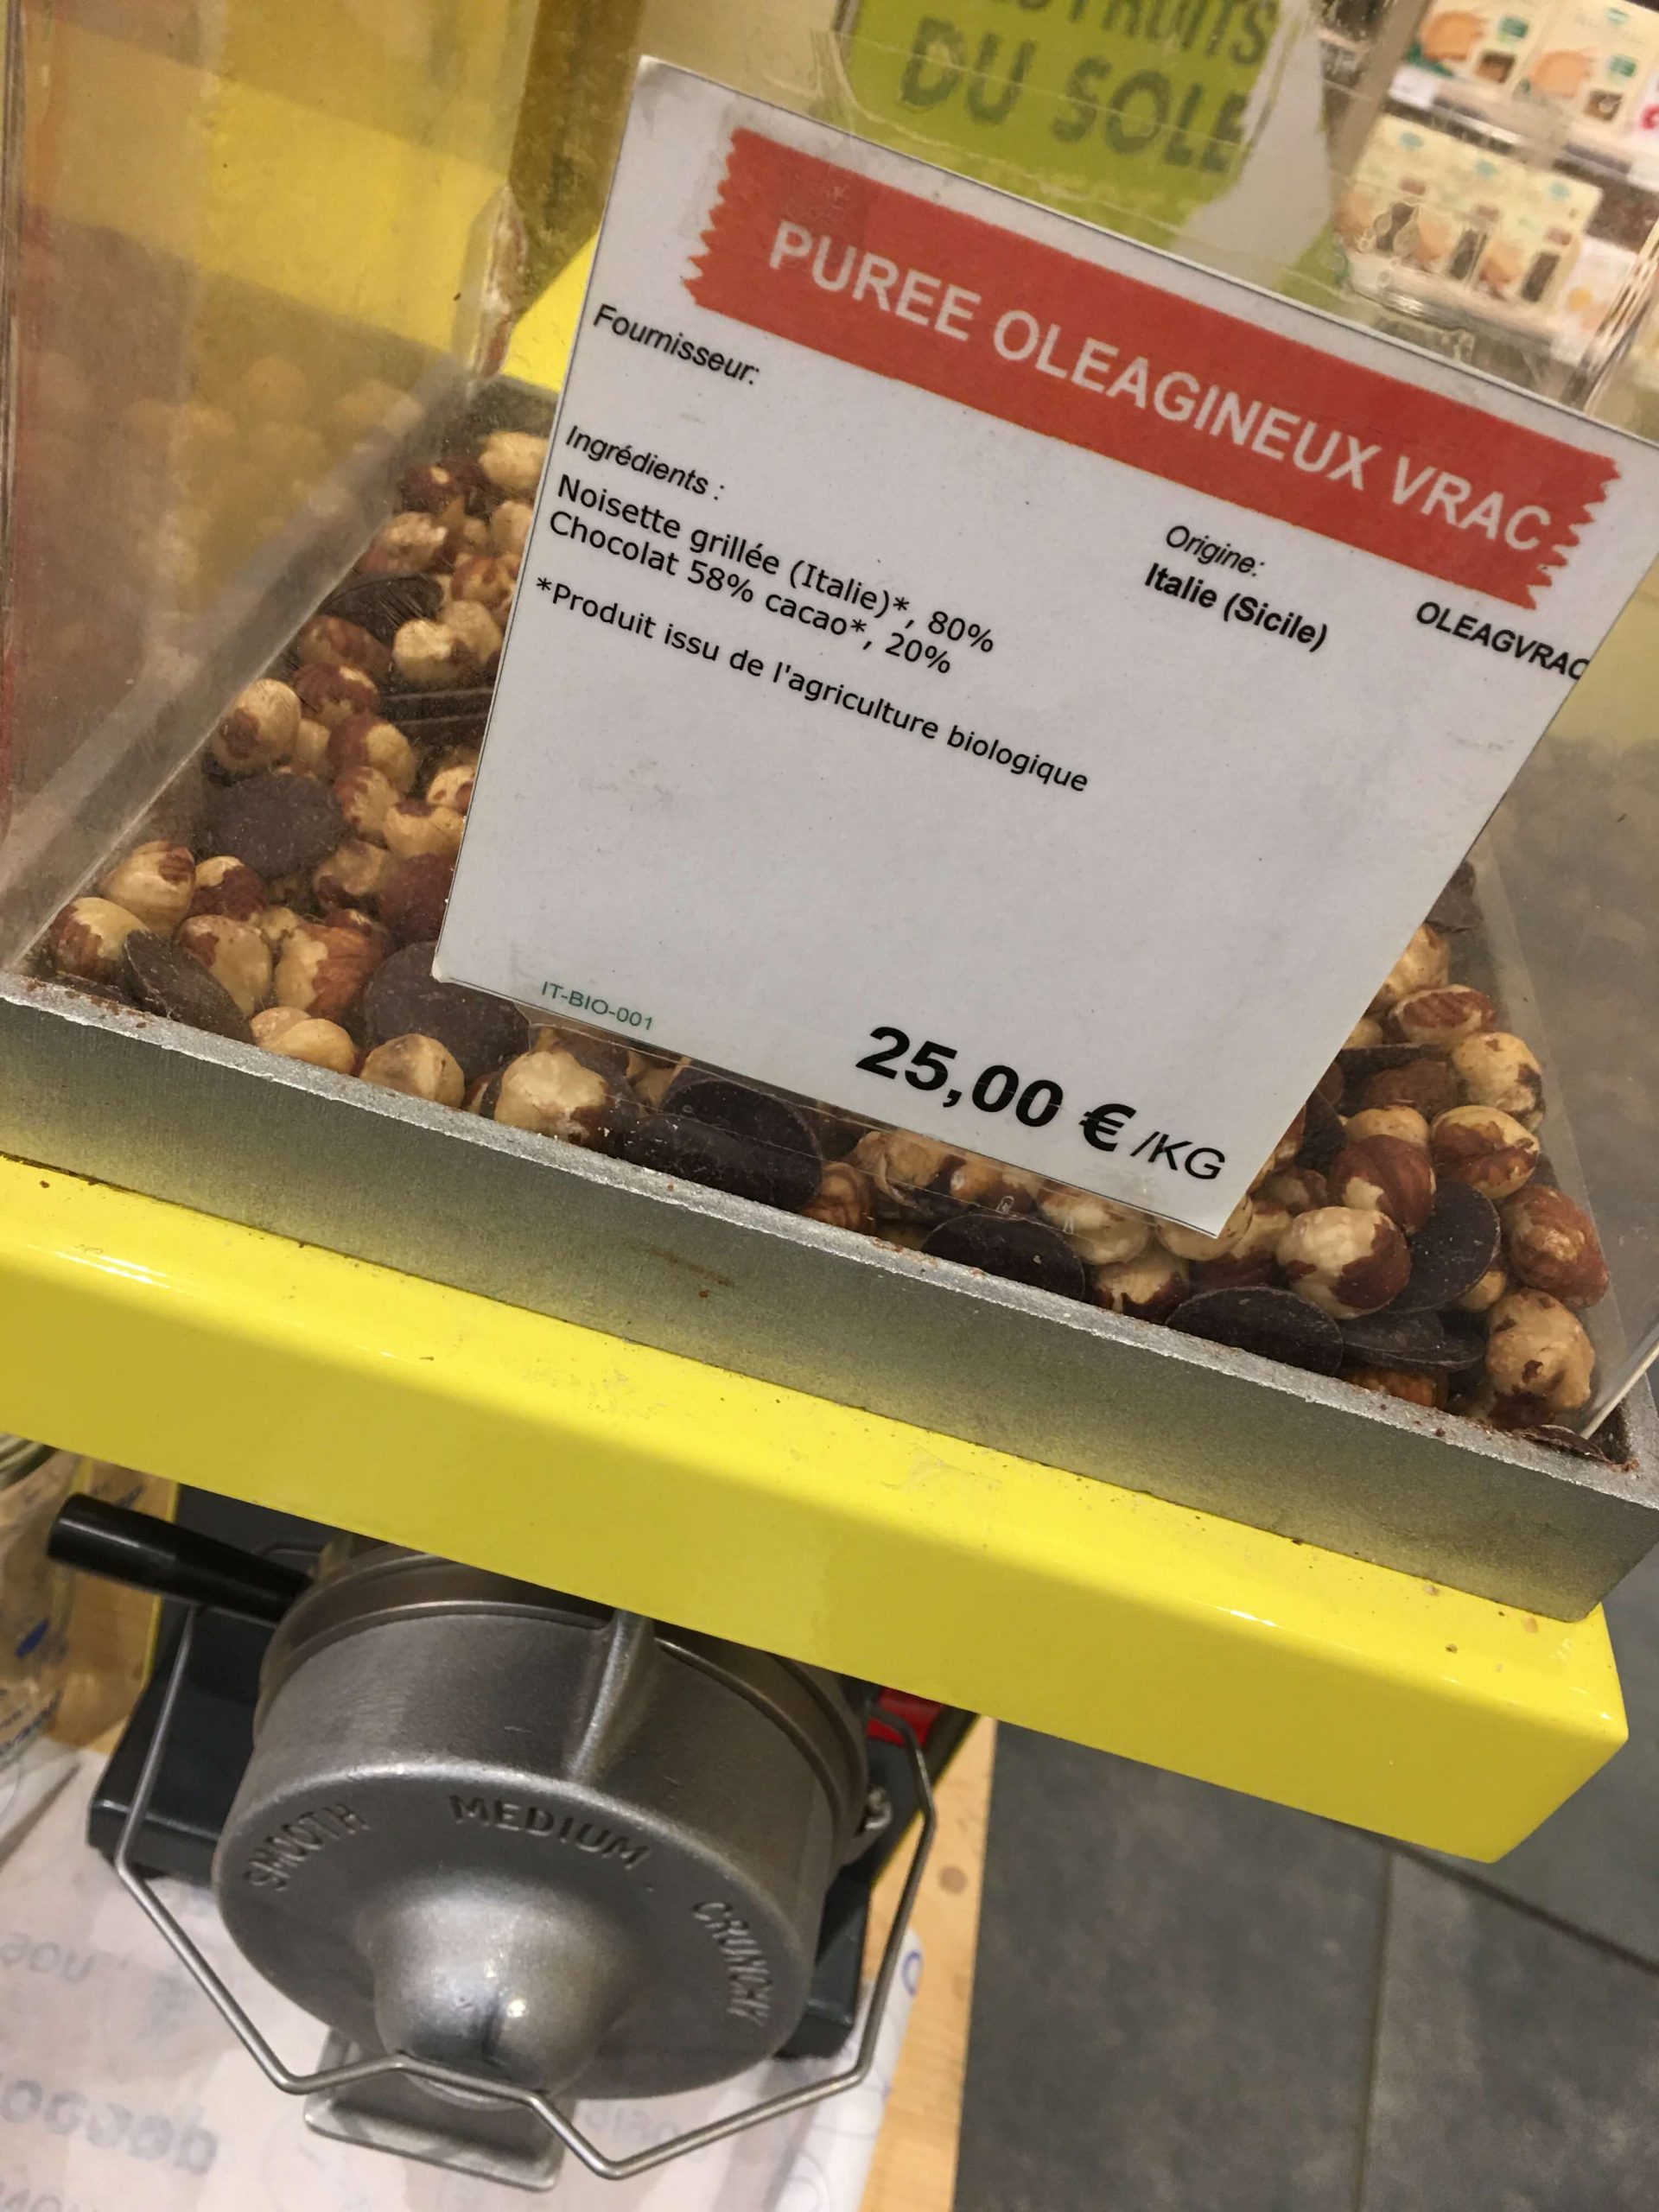 DU SOLE
PUREE OLEAGINEUX VRAC
Fournisseur:
Origine:
Italie (Sicile)
OLEAGVRAC
Ingrédients :
Noisette grillée (Italie)*, 80%
Chocolat 58% cacao*, 20%
*Produit issu de l'agriculture biologique
IT-BIO-001
25,00 € /KG
SMOOTH
MEDIUM
CRUNCHY